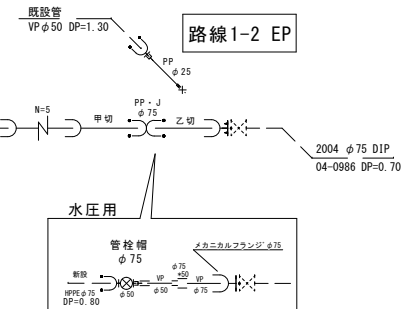 既設管
VPφ50 DP=1.30
路線1-2 EP
PP
φ25
N=5
甲切
PP・J
φ75
乙切
2004 φ75 DIP
04-0986 DP=0.70
水圧用
管栓帽
φ75
メカニカルフランジ φ75
新設
HPPEφ75
DP=0.80
φ50
VP
φ50
φ75
*50
VP
φ75